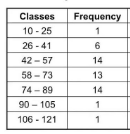 Classes Frequency
10 - 25 1
26 - 41 6
42 – 57 14
58 – 73 13
74 – 89 14
90 – 105 1
106 - 121 1